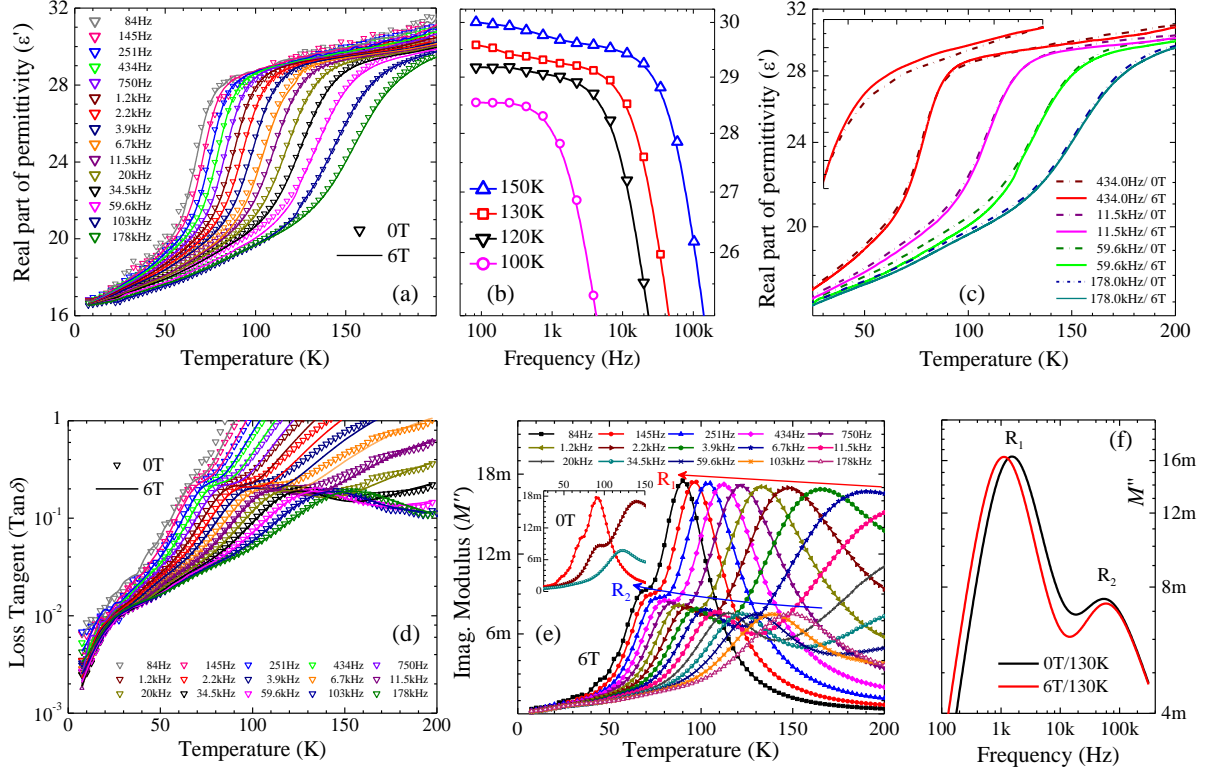 Real part of permittivity (ε')
32
28
24
20
16
84Hz
145Hz
251Hz
434Hz
750Hz
1.2kHz
2.2kHz
3.9kHz
6.7kHz
11.5kHz
20kHz
34.5kHz
59.6kHz
103kHz
178kHz
0T
6T
(a)
0 50 100 150 200
Temperature (K)
150K
130K
120K
100K
(b)
30
29
28
27
26
100 1k 10k 100k
Frequency (Hz)
Real part of permittivity (ε')
32
28
24
20
434.0Hz/ 0T
434.0Hz/ 6T
11.5kHz/ 0T
11.5kHz/ 6T
59.6kHz/ 0T
59.6kHz/ 6T
178.0kHz/ 0T
178.0kHz/ 6T
(c)
50 100 150 200
Temperature (K)
Loss Tangent (Tanδ)
1
10⁻¹
10⁻²
10⁻³
0T
6T
(d)
84Hz 145Hz 251Hz 434Hz 750Hz
1.2kHz 2.2kHz 3.9kHz 6.7kHz 11.5kHz
20kHz 34.5kHz 59.6kHz 103kHz 178kHz
0 50 100 150 200
Temperature (K)
Imag. Modulus (M'')
18m
12m
6m
84Hz 145Hz 251Hz 434Hz 750Hz
1.2kHz 2.2kHz 3.9kHz 6.7kHz 11.5kHz
20kHz 34.5kHz 59.6kHz 103kHz 178kHz
50 100 150
18m
12m
6m
0
0T
R₁
R₂
6T
(e)
0 50 100 150 200
Temperature (K)
R₁
(f)
R₂
0T/130K
6T/130K
M''
16m
12m
8m
4m
100 1k 10k 100k
Frequency (Hz)